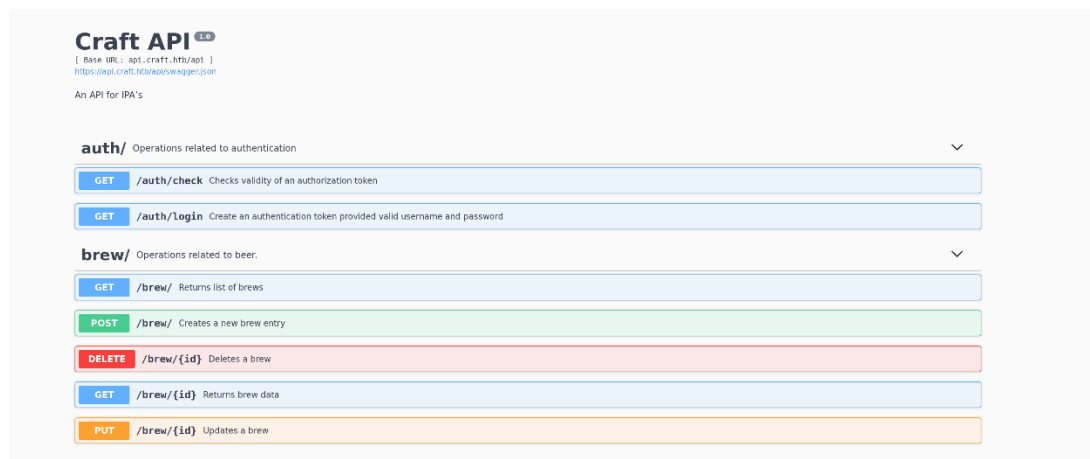 Craft API 1.0
[ Base URL: api.craft.htb/api ]
https://api.craft.htb/api/swagger.json
An API for IPA's
auth/ Operations related to authentication
GET /auth/check Checks validity of an authorization token
GET /auth/login Create an authentication token provided valid username and password
brew/ Operations related to beer.
GET /brew/ Returns list of brews
POST /brew/ Creates a new brew entry
DELETE /brew/{id} Deletes a brew
GET /brew/{id} Returns brew data
PUT /brew/{id} Updates a brew